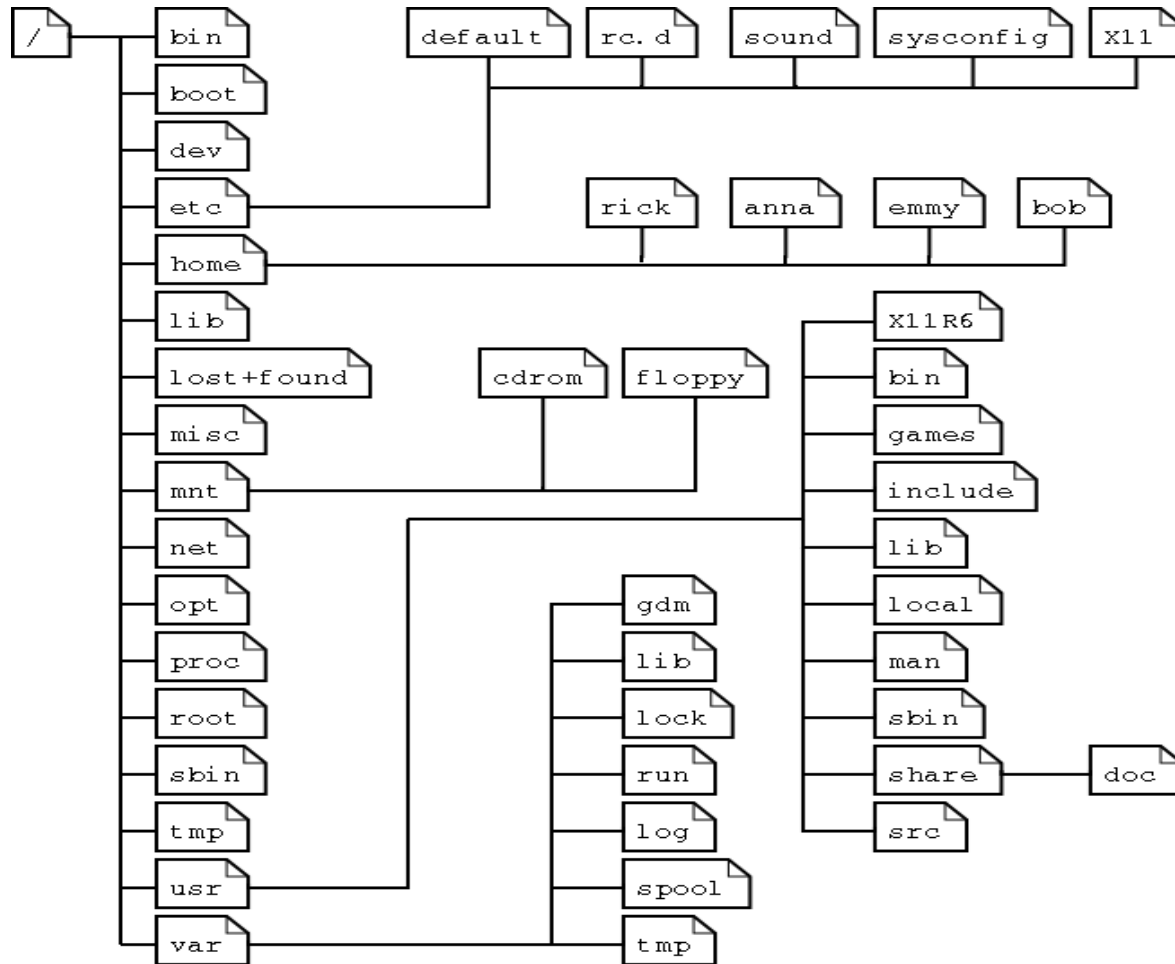 / bin default rc.d sound sysconfig X11
boot
dev
etc rick anna emmy bob
home
lib X11R6
lost+found cdrom floppy bin
misc games
mnt include
net lib
opt gdm local
proc lib man
root lock sbin
sbin run share doc
tmp log src
usr spool
var tmp